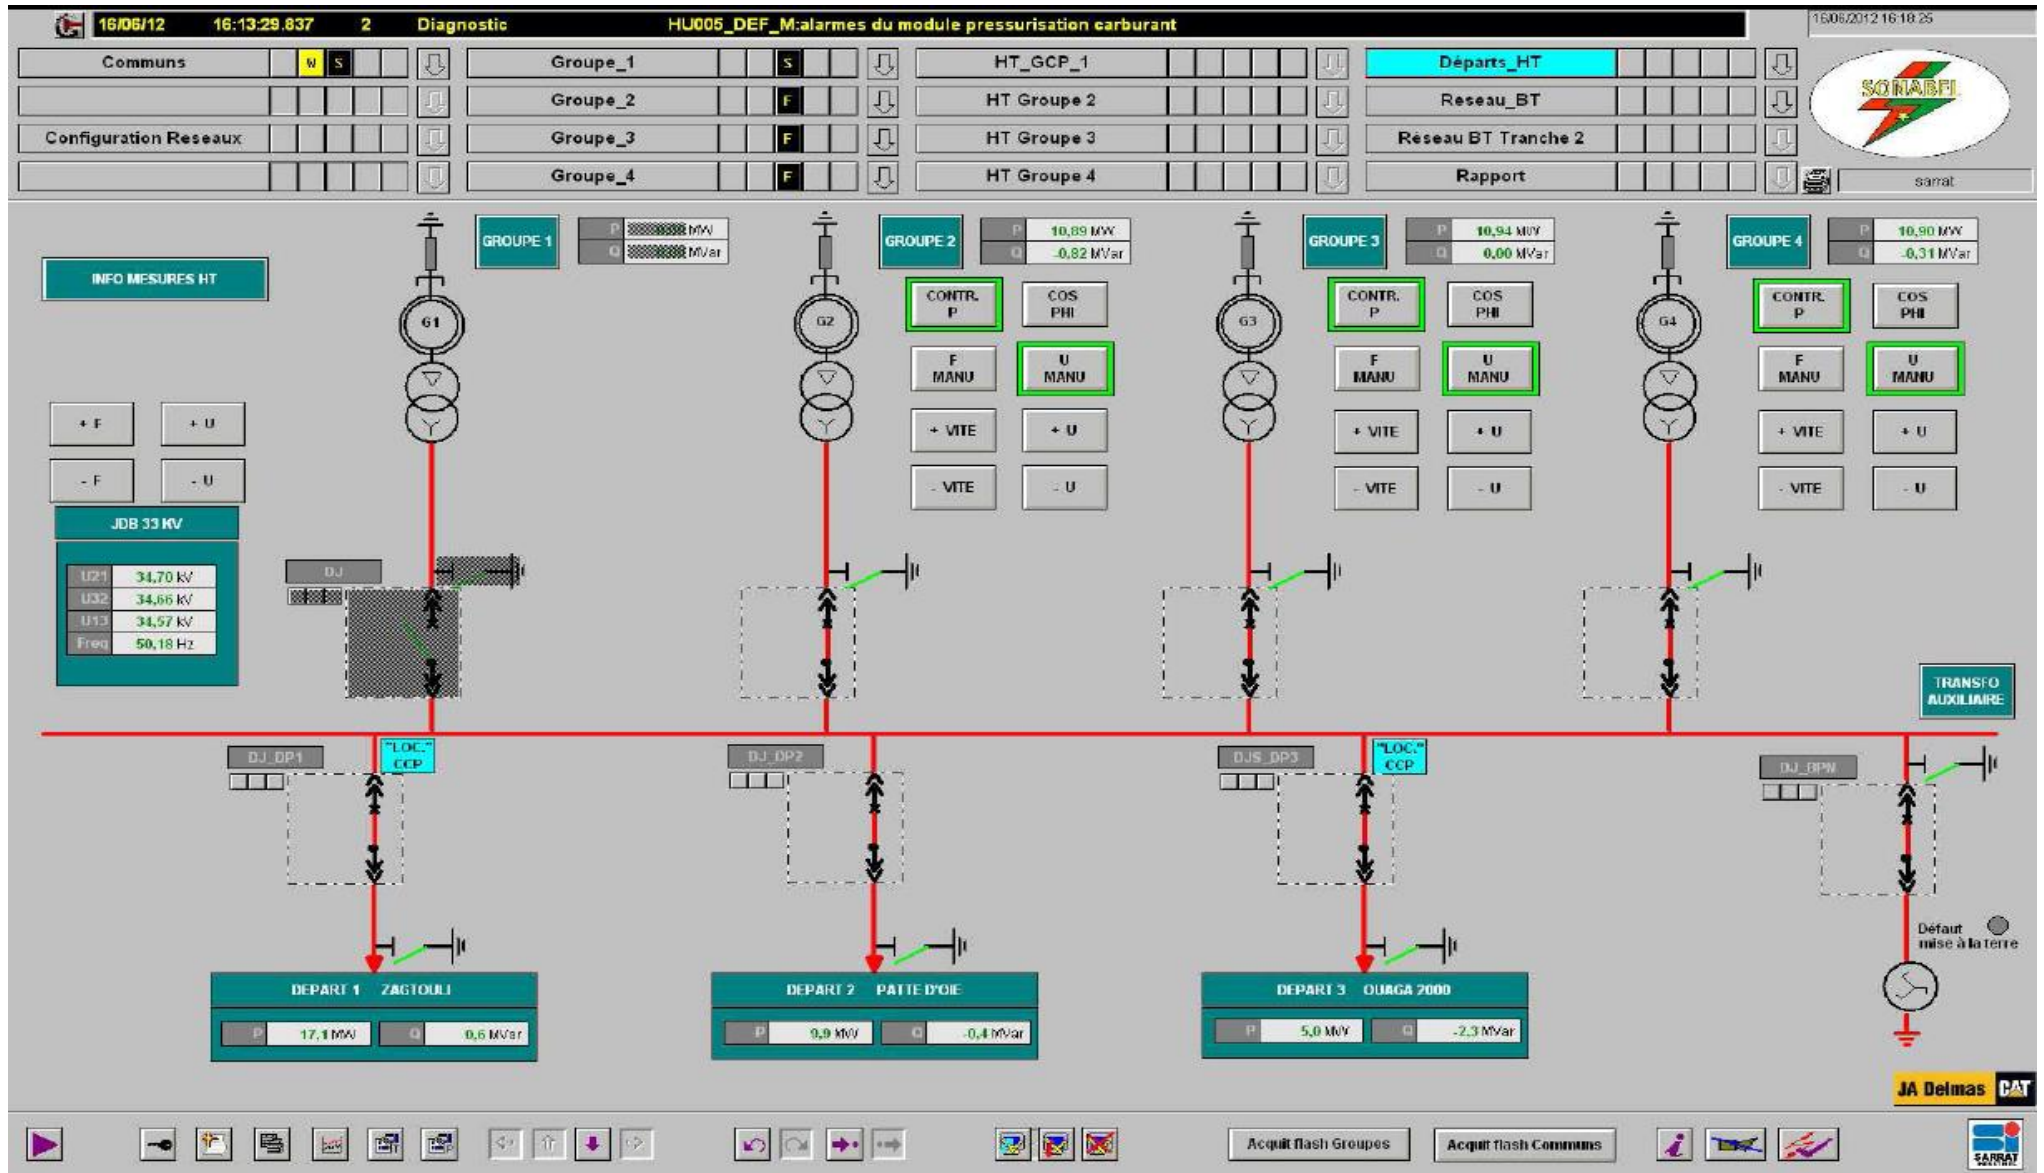 16/06/12 16:13:29.837 2 Diagnostic HU005_DEF_M:alarmes du module pressurisation carburant
16/06/2012 16:18:25
Communs W S Groupe_1 S HT_GCP_1 Départs_HT
Groupe_2 F HT Groupe 2 Reseau_BT
Configuration Reseaux Groupe_3 F HT Groupe 3 Réseau BT Tranche 2
Groupe_4 F HT Groupe 4 Rapport
SONABEL
sarrat
INFO MESURES HT
GROUPE 1 P MW
Q MVar
GROUPE 2 P 10,89 MW
Q -0,82 MVar
GROUPE 3 P 10,94 MW
Q 0,00 MVar
GROUPE 4 P 10,90 MW
Q -0,31 MVar
G1 G2 G3 G4
CONTR. P COS PHI
F MANU U MANU
+ VITE + U
- VITE - U
CONTR. P COS PHI
F MANU U MANU
+ VITE + U
- VITE - U
CONTR. P COS PHI
F MANU U MANU
+ VITE + U
- VITE - U
+ F + U
- F - U
JDB 33 KV
U21 34,70 kV
U32 34,66 kV
U13 34,57 kV
Freq 50,18 Hz
DJ
TRANSFO
AUXILIAIRE
DJ_DP1 "LOC."
CCP
DJ_DP2
DJS_DP3 "LOC."
CCP
DJ_BPN
Défaut
mise à la terre
DEPART 1 ZAGTOULI
P 17,1 MW Q 0,6 MVar
DEPART 2 PATTE D'OIE
P 9,9 MW Q -0,4 MVar
DEPART 3 OUAGA 2000
P 5,0 MW Q -2,3 MVar
JA Delmas CAT
Acquit flash Groupes Acquit flash Communs
SARRAT